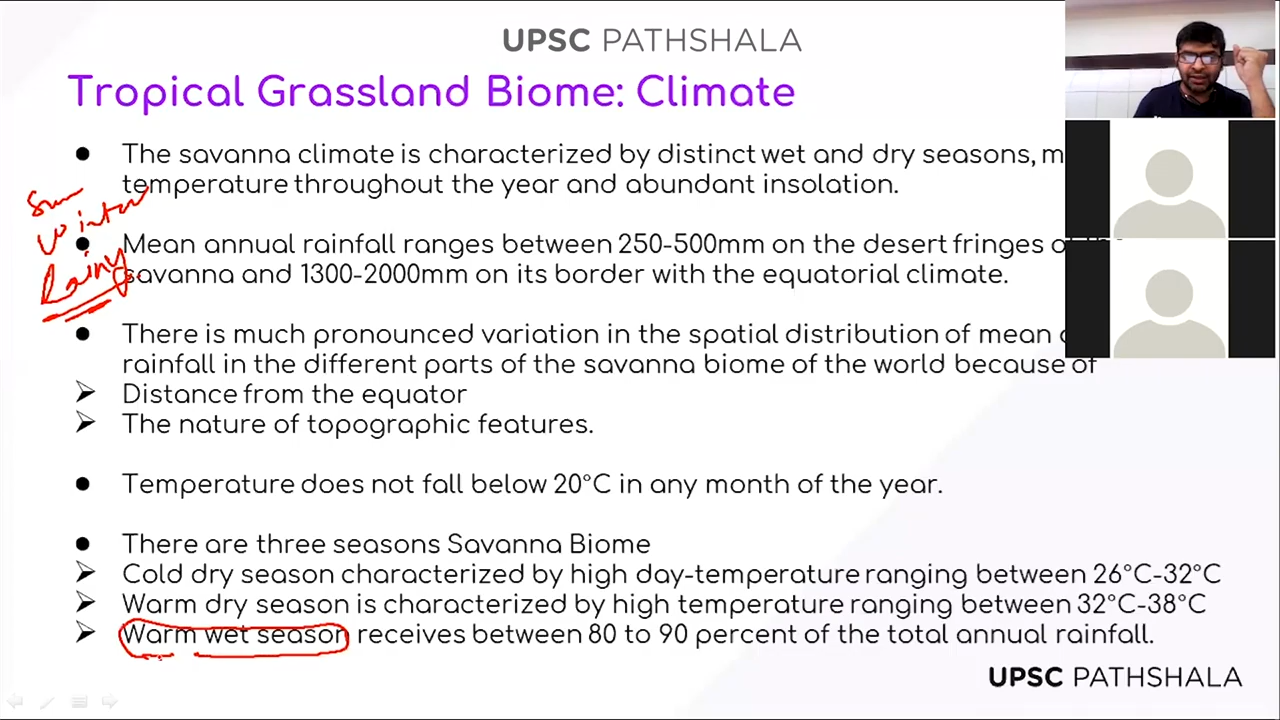 UPSC PATHSHALA
Tropical Grassland Biome: Climate
● The savanna climate is characterized by distinct wet and dry seasons,
temperature throughout the year and abundant insolation.
Sum
Winter
Rainy
● Mean annual rainfall ranges between 250-500mm on the desert fringes
savanna and 1300-2000mm on its border with the equatorial climate.
● There is much pronounced variation in the spatial distribution of mean
rainfall in the different parts of the savanna biome of the world because of
➢ Distance from the equator
➢ The nature of topographic features.
● Temperature does not fall below 20°C in any month of the year.
● There are three seasons Savanna Biome
➢ Cold dry season characterized by high day-temperature ranging between 26°C-32°C
➢ Warm dry season is characterized by high temperature ranging between 32°C-38°C
➢ Warm wet season receives between 80 to 90 percent of the total annual rainfall.
UPSC PATHSHALA